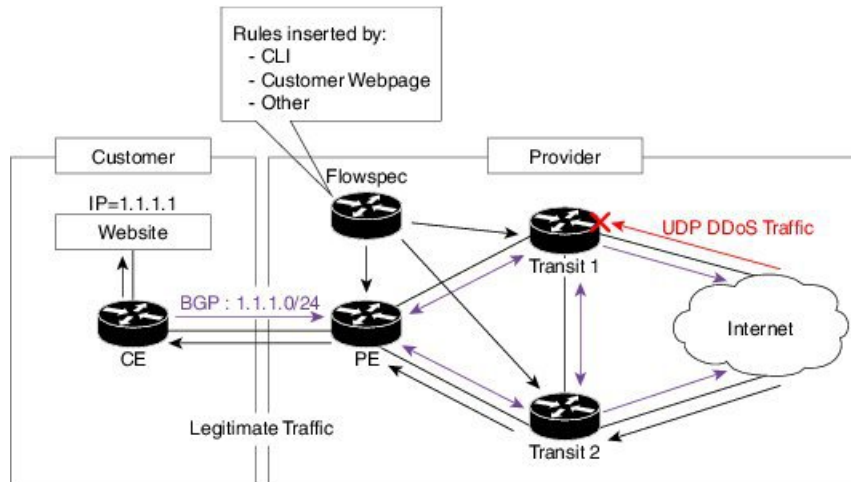 Rules inserted by:
- CLI
- Customer Webpage
- Other
Customer
Provider
Flowspec
IP=1.1.1.1
Website
UDP DDoS Traffic
Transit 1
BGP : 1.1.1.0/24
Internet
CE
PE
Legitimate Traffic
Transit 2